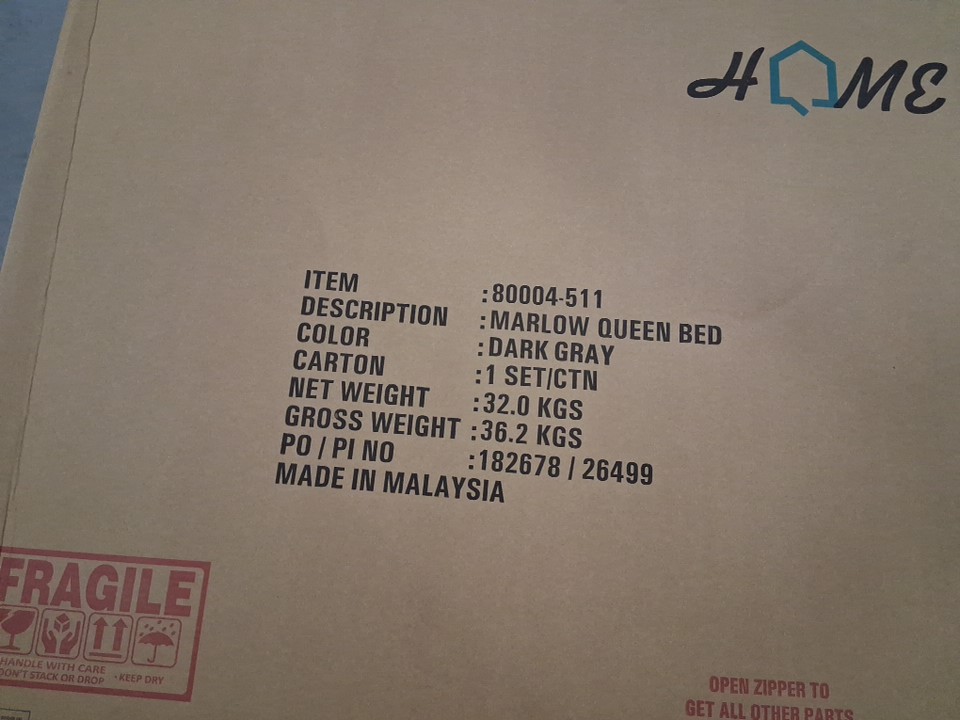 HOME
ITEM :80004-511
DESCRIPTION :MARLOW QUEEN BED
COLOR :DARK GRAY
CARTON :1 SET/CTN
NET WEIGHT :32.0 KGS
GROSS WEIGHT :36.2 KGS
PO / PI NO :182678 / 26499
MADE IN MALAYSIA
FRAGILE
HANDLE WITH CARE
DON'T STACK OR DROP • KEEP DRY
OPEN ZIPPER TO
GET ALL OTHER PARTS